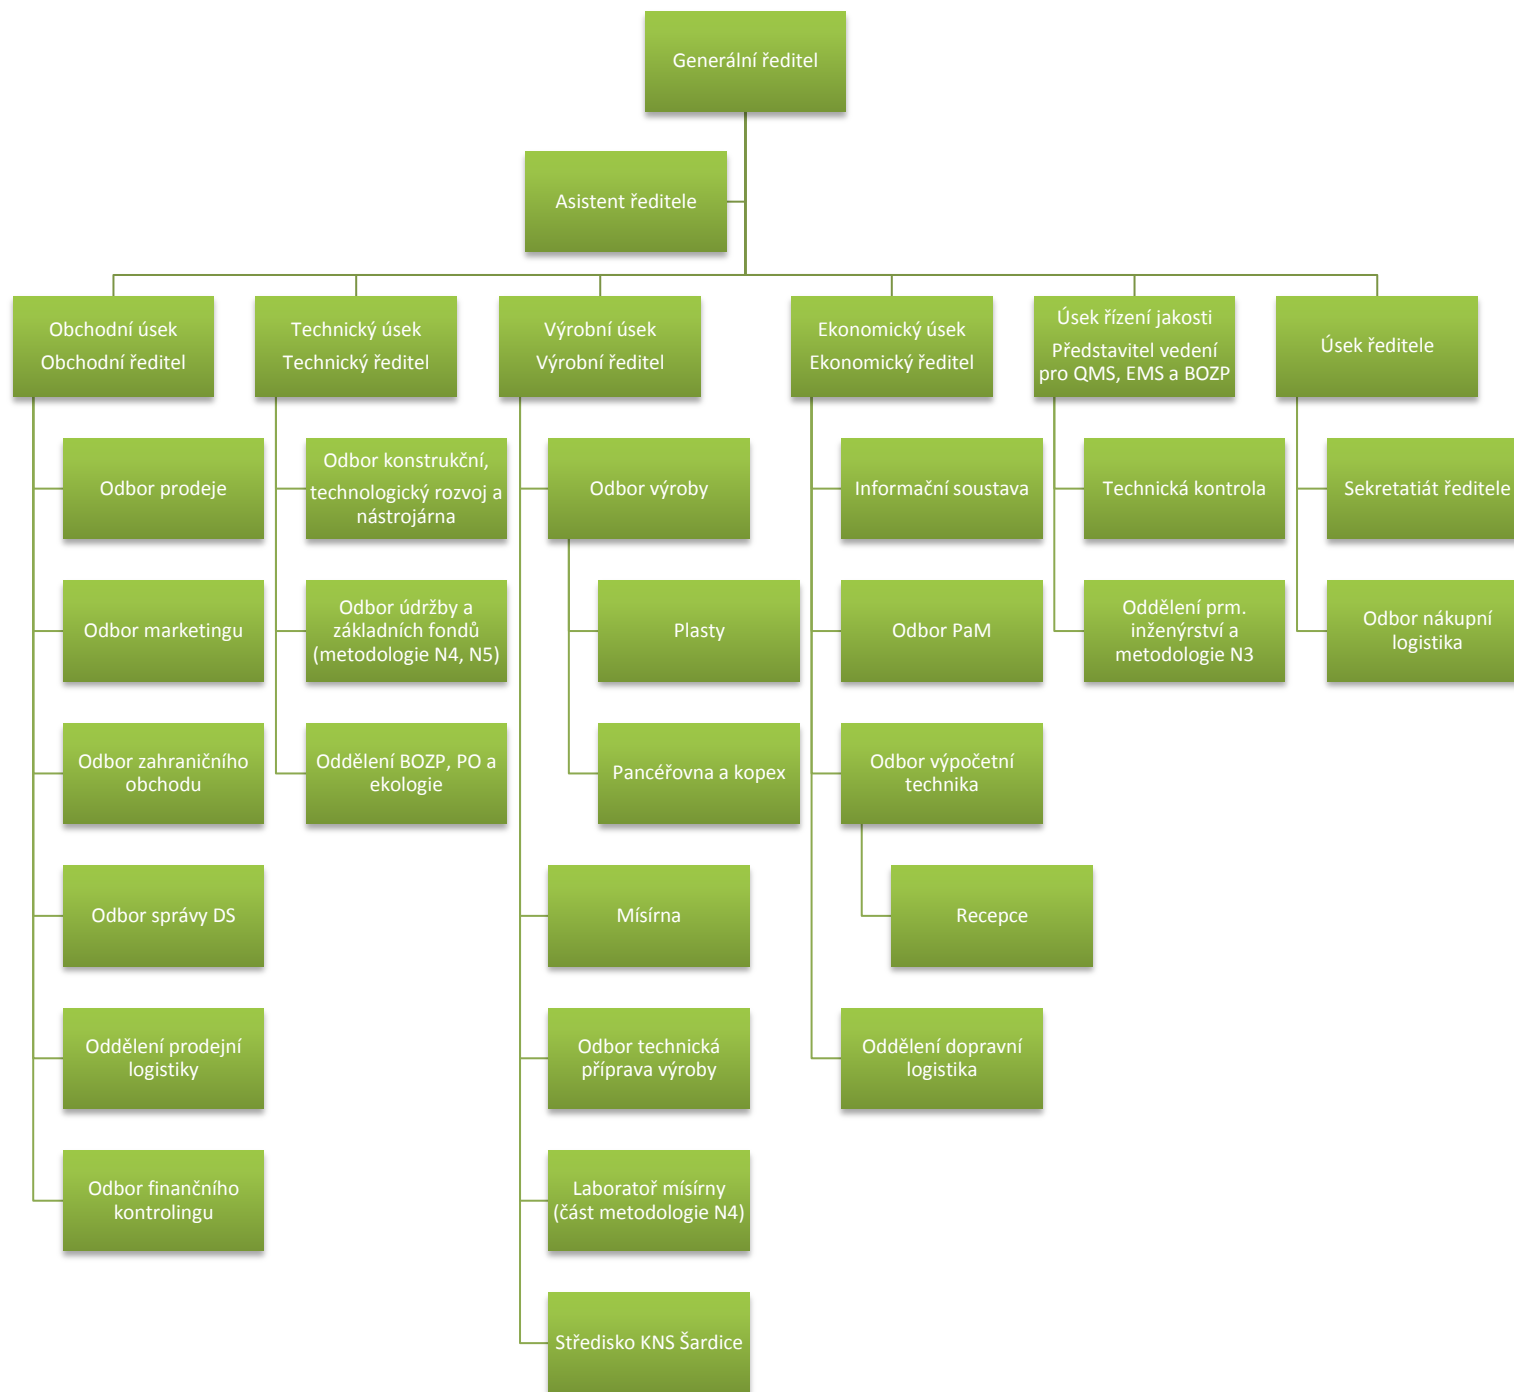 Generální ředitel
Asistent ředitele
Obchodní úsek
Obchodní ředitel
Technický úsek
Technický ředitel
Výrobní úsek
Výrobní ředitel
Ekonomický úsek
Ekonomický ředitel
Úsek řízení jakosti
Představitel vedení
pro QMS, EMS a BOZP
Úsek ředitele
Odbor prodeje
Odbor marketingu
Odbor zahraničního
obchodu
Odbor správy DS
Oddělení prodejní
logistiky
Odbor finančního
kontrolingu
Odbor konstrukční,
technologický rozvoj a
nástrojárna
Odbor údržby a
základních fondů
(metodologie N4, N5)
Oddělení BOZP, PO a
ekologie
Odbor výroby
Plasty
Pancéřovna a kopex
Mísírna
Odbor technická
příprava výroby
Laboratoř mísírny
(část metodologie N4)
Středisko KNS Šardice
Informační soustava
Odbor PaM
Odbor výpočetní
technika
Recepce
Oddělení dopravní
logistika
Technická kontrola
Oddělení prm.
inženýrství a
metodologie N3
Sekretatiát ředitele
Odbor nákupní
logistika